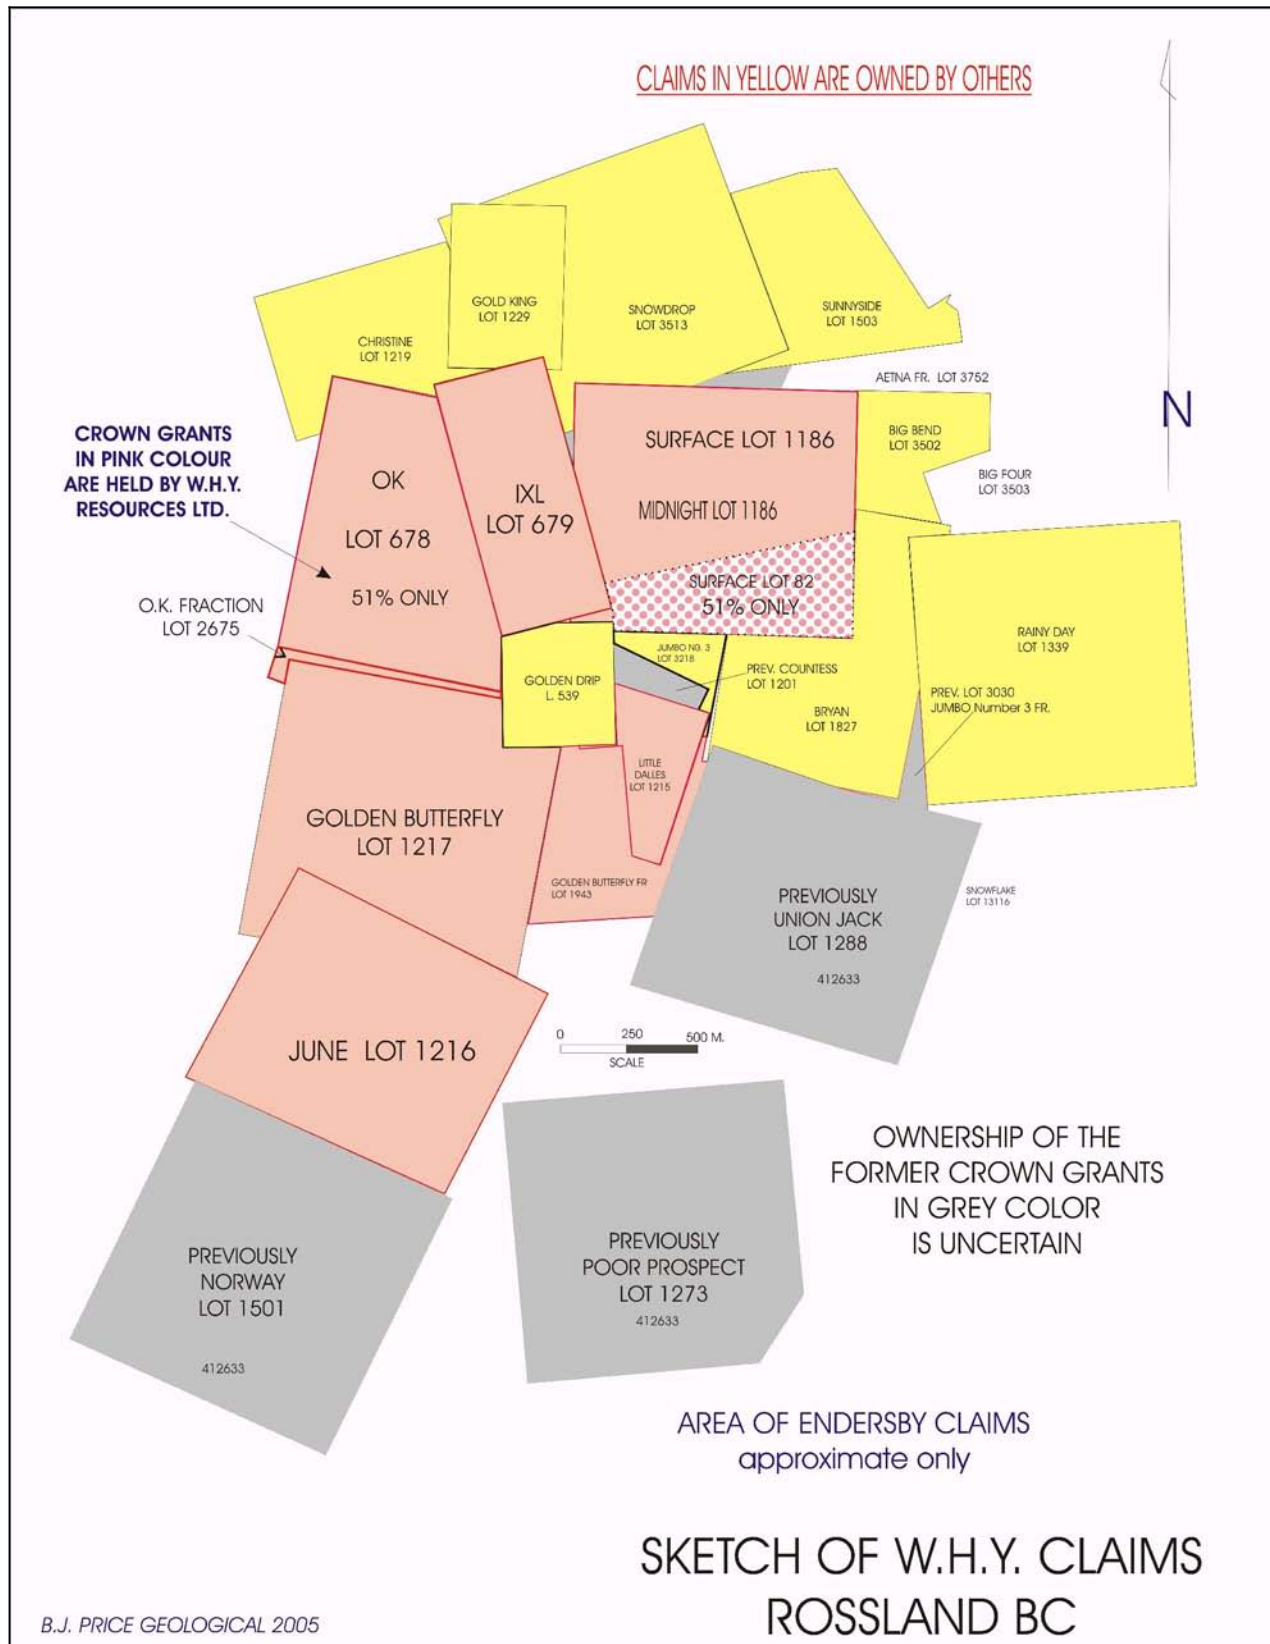 CLAIMS IN YELLOW ARE OWNED BY OTHERS
GOLD KING
LOT 1229
SNOWDROP
LOT 3513
SUNNYSIDE
LOT 1503
CHRISTINE
LOT 1219
AETNA FR. LOT 3752
N
CROWN GRANTS
IN PINK COLOUR
ARE HELD BY W.H.Y.
RESOURCES LTD.
OK
LOT 678
51% ONLY
IXL
LOT 679
SURFACE LOT 1186
MIDNIGHT LOT 1186
BIG BEND
LOT 3502
BIG FOUR
LOT 3503
SURFACE LOT 82
51% ONLY
O.K. FRACTION
LOT 2675
RAINY DAY
LOT 1339
JUMBO NG. 3
LOT 3218
GOLDEN DRIP
L. 539
PREV. COUNTESS
LOT 1201
PREV. LOT 3030
JUMBO Number 3 FR.
BRYAN
LOT 1827
LITTLE
DALLES
LOT 1215
GOLDEN BUTTERFLY
LOT 1217
GOLDEN BUTTERFLY FR
LOT 1943
PREVIOUSLY
UNION JACK
LOT 1288
412633
SNOWFLAKE
LOT 13116
JUNE LOT 1216
0 250 500 M.
SCALE
OWNERSHIP OF THE
FORMER CROWN GRANTS
IN GREY COLOR
IS UNCERTAIN
PREVIOUSLY
NORWAY
LOT 1501
412633
PREVIOUSLY
POOR PROSPECT
LOT 1273
412633
AREA OF ENDERSBY CLAIMS
approximate only
SKETCH OF W.H.Y. CLAIMS
ROSSLAND BC
B.J. PRICE GEOLOGICAL 2005